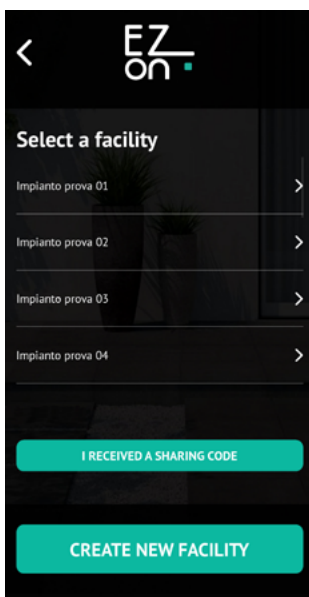 EZ
on
Select a facility
Impianto prova 01
Impianto prova 02
Impianto prova 03
Impianto prova 04
I RECEIVED A SHARING CODE
CREATE NEW FACILITY